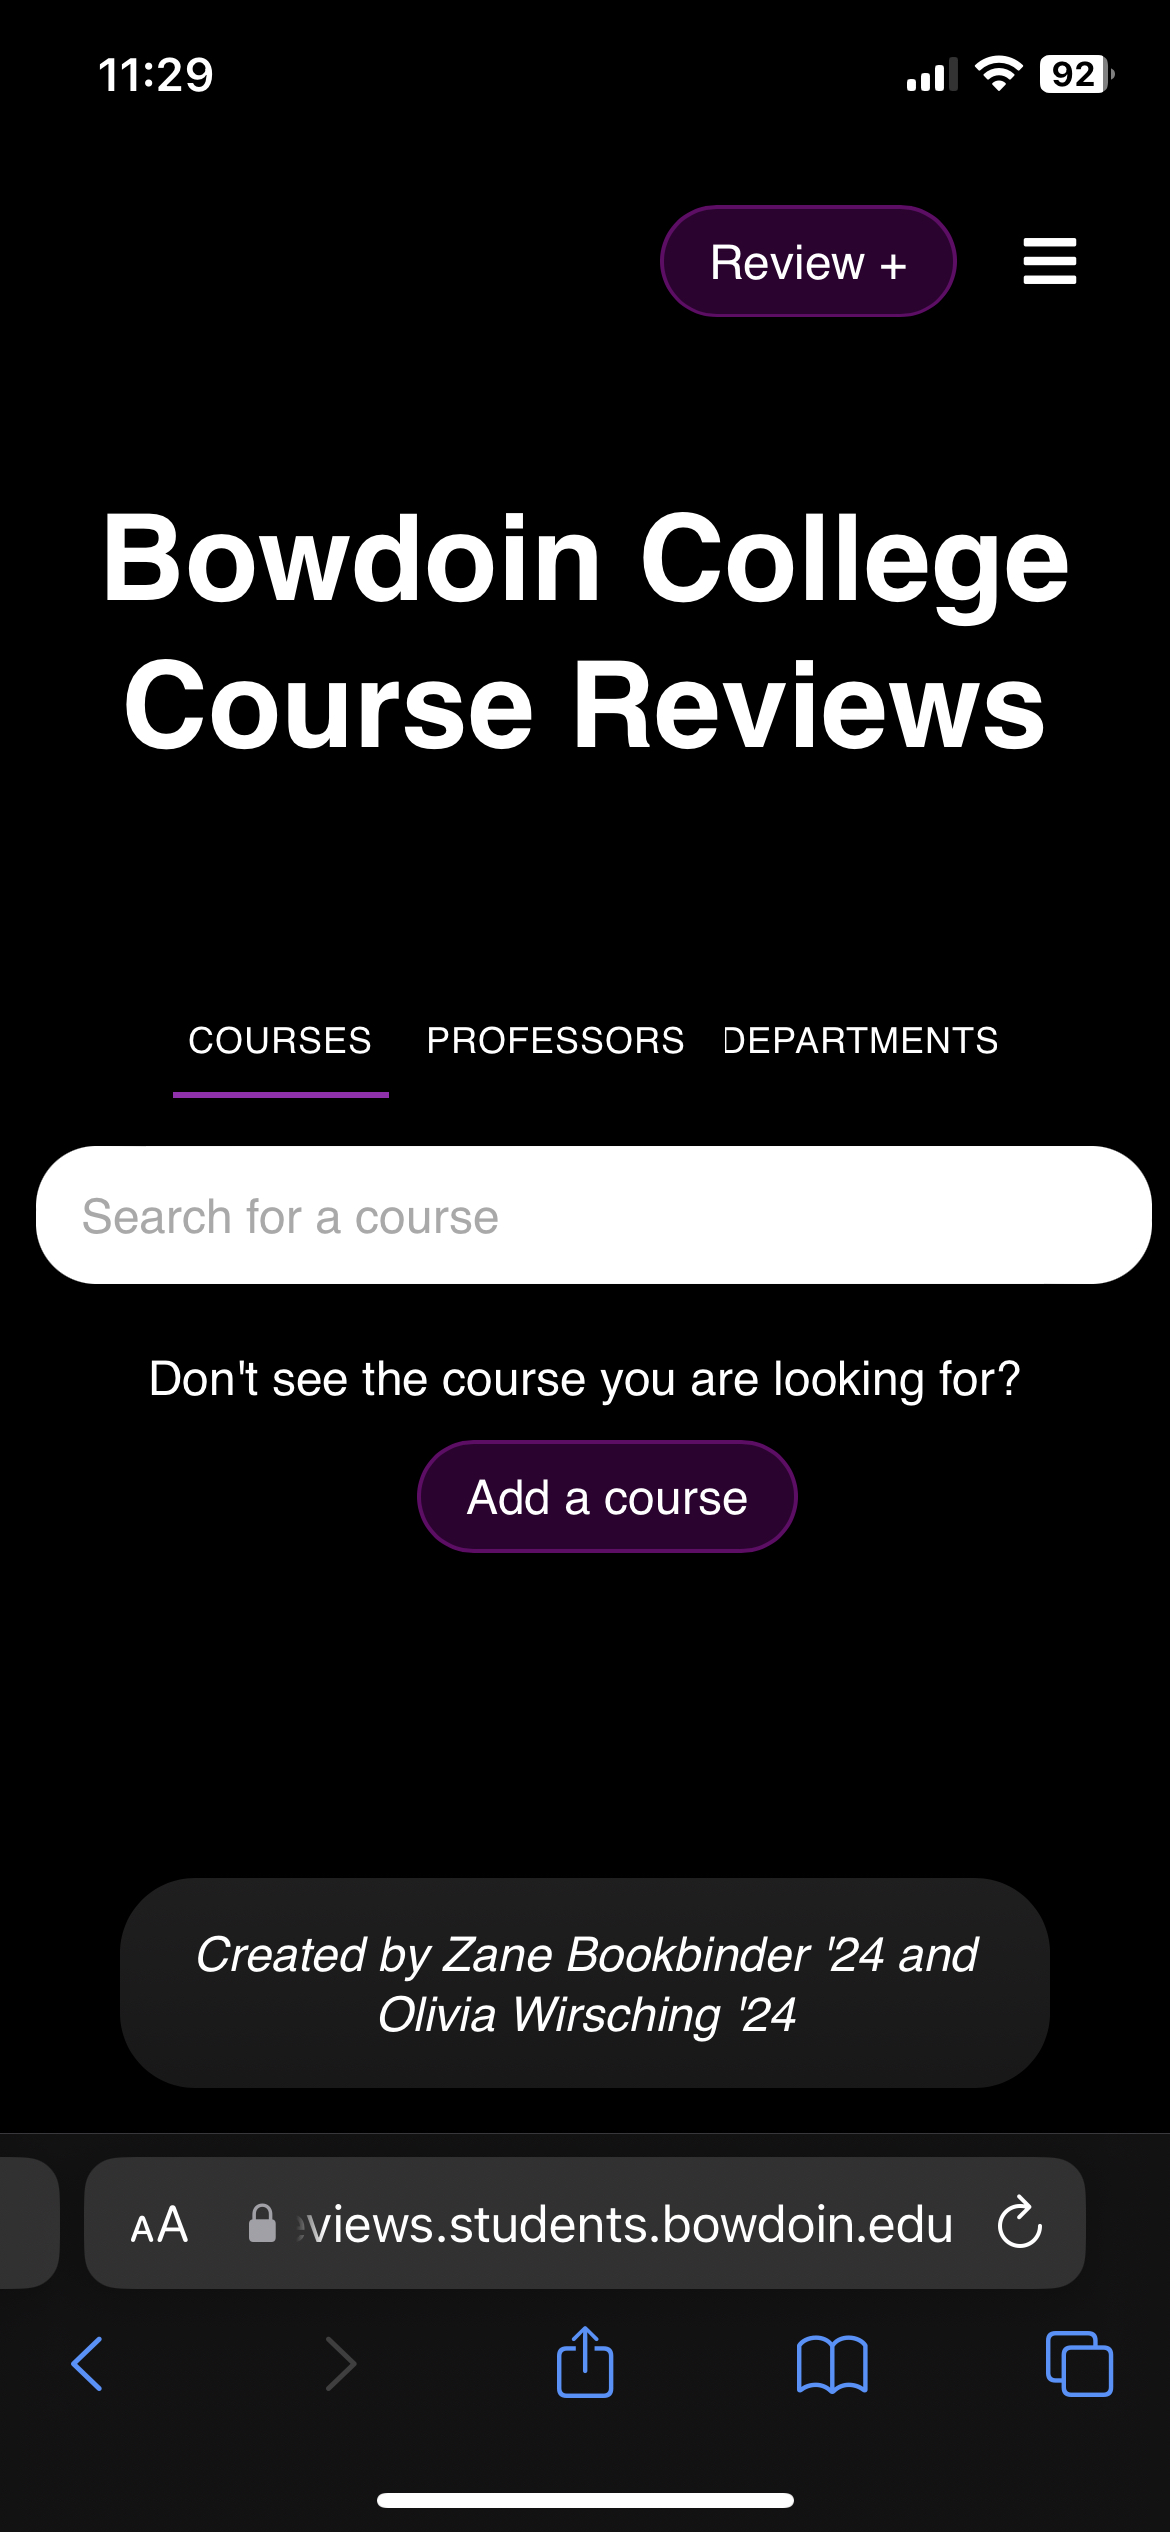 11:29
92
Review +
Bowdoin College
Course Reviews
COURSES PROFESSORS DEPARTMENTS
Search for a course
Don't see the course you are looking for?
Add a course
Created by Zane Bookbinder '24 and
Olivia Wirsching '24
AA views.students.bowdoin.edu